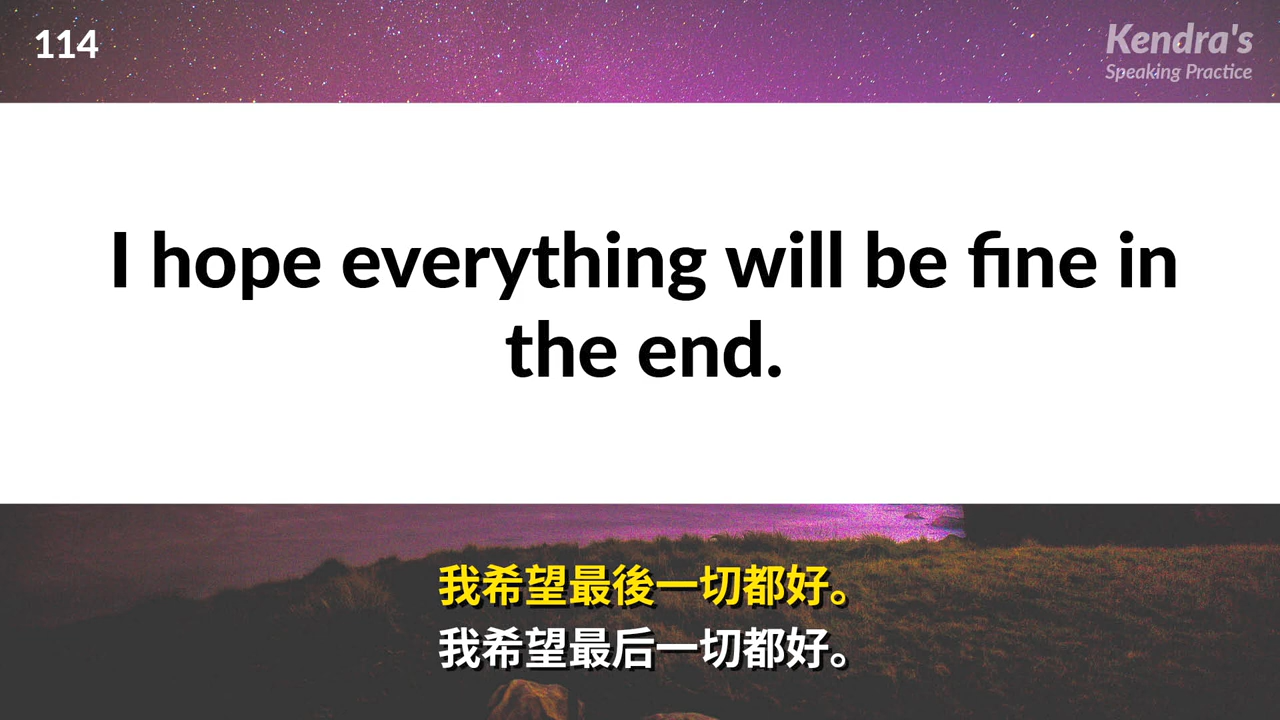 114
Kendra's
Speaking Practice
I hope everything will be fine in
the end.
我希望最後一切都好。
我希望最后一切都好。